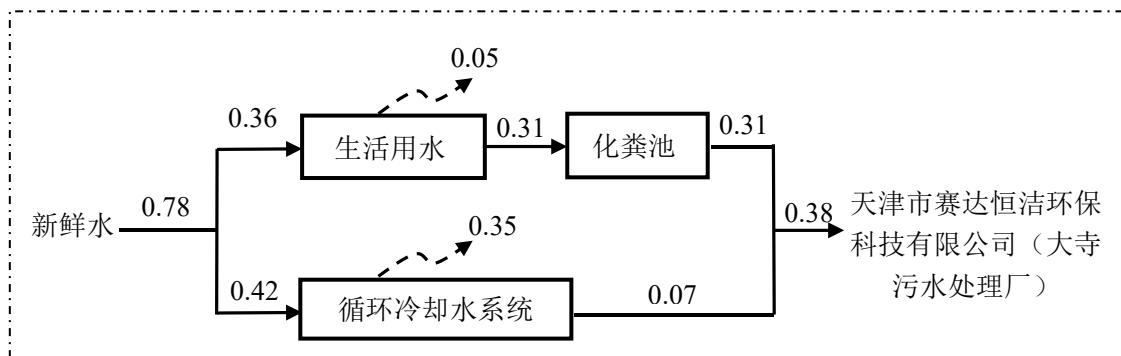 0.05
0.36
生活用水
0.31
化粪池
0.31
新鲜水
0.78
0.38
天津市赛达恒洁环保
科技有限公司（大寺
污水处理厂）
0.35
0.42
循环冷却水系统
0.07